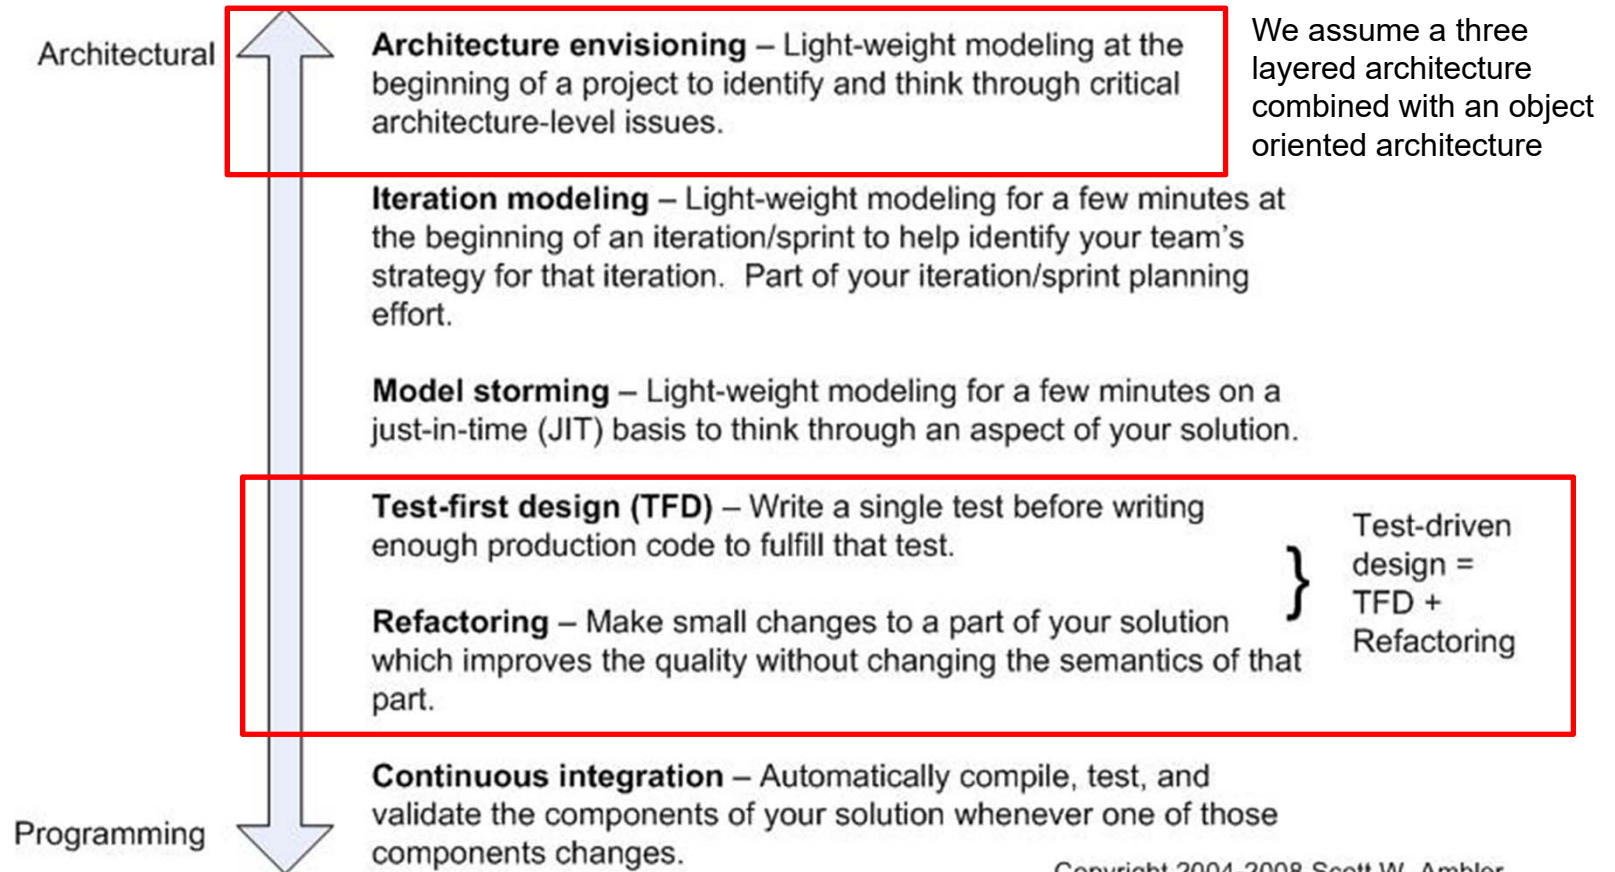 Architectural
Architecture envisioning – Light-weight modeling at the
beginning of a project to identify and think through critical
architecture-level issues.
We assume a three
layered architecture
combined with an object
oriented architecture
Iteration modeling – Light-weight modeling for a few minutes at
the beginning of an iteration/sprint to help identify your team's
strategy for that iteration.  Part of your iteration/sprint planning
effort.
Model storming – Light-weight modeling for a few minutes on a
just-in-time (JIT) basis to think through an aspect of your solution.
Test-first design (TFD) – Write a single test before writing
enough production code to fulfill that test.
Refactoring – Make small changes to a part of your solution
which improves the quality without changing the semantics of that
part.
}
Test-driven
design =
TFD +
Refactoring
Continuous integration – Automatically compile, test, and
validate the components of your solution whenever one of those
components changes.
Programming
Copyright 2004-2008 Scott W. Ambler